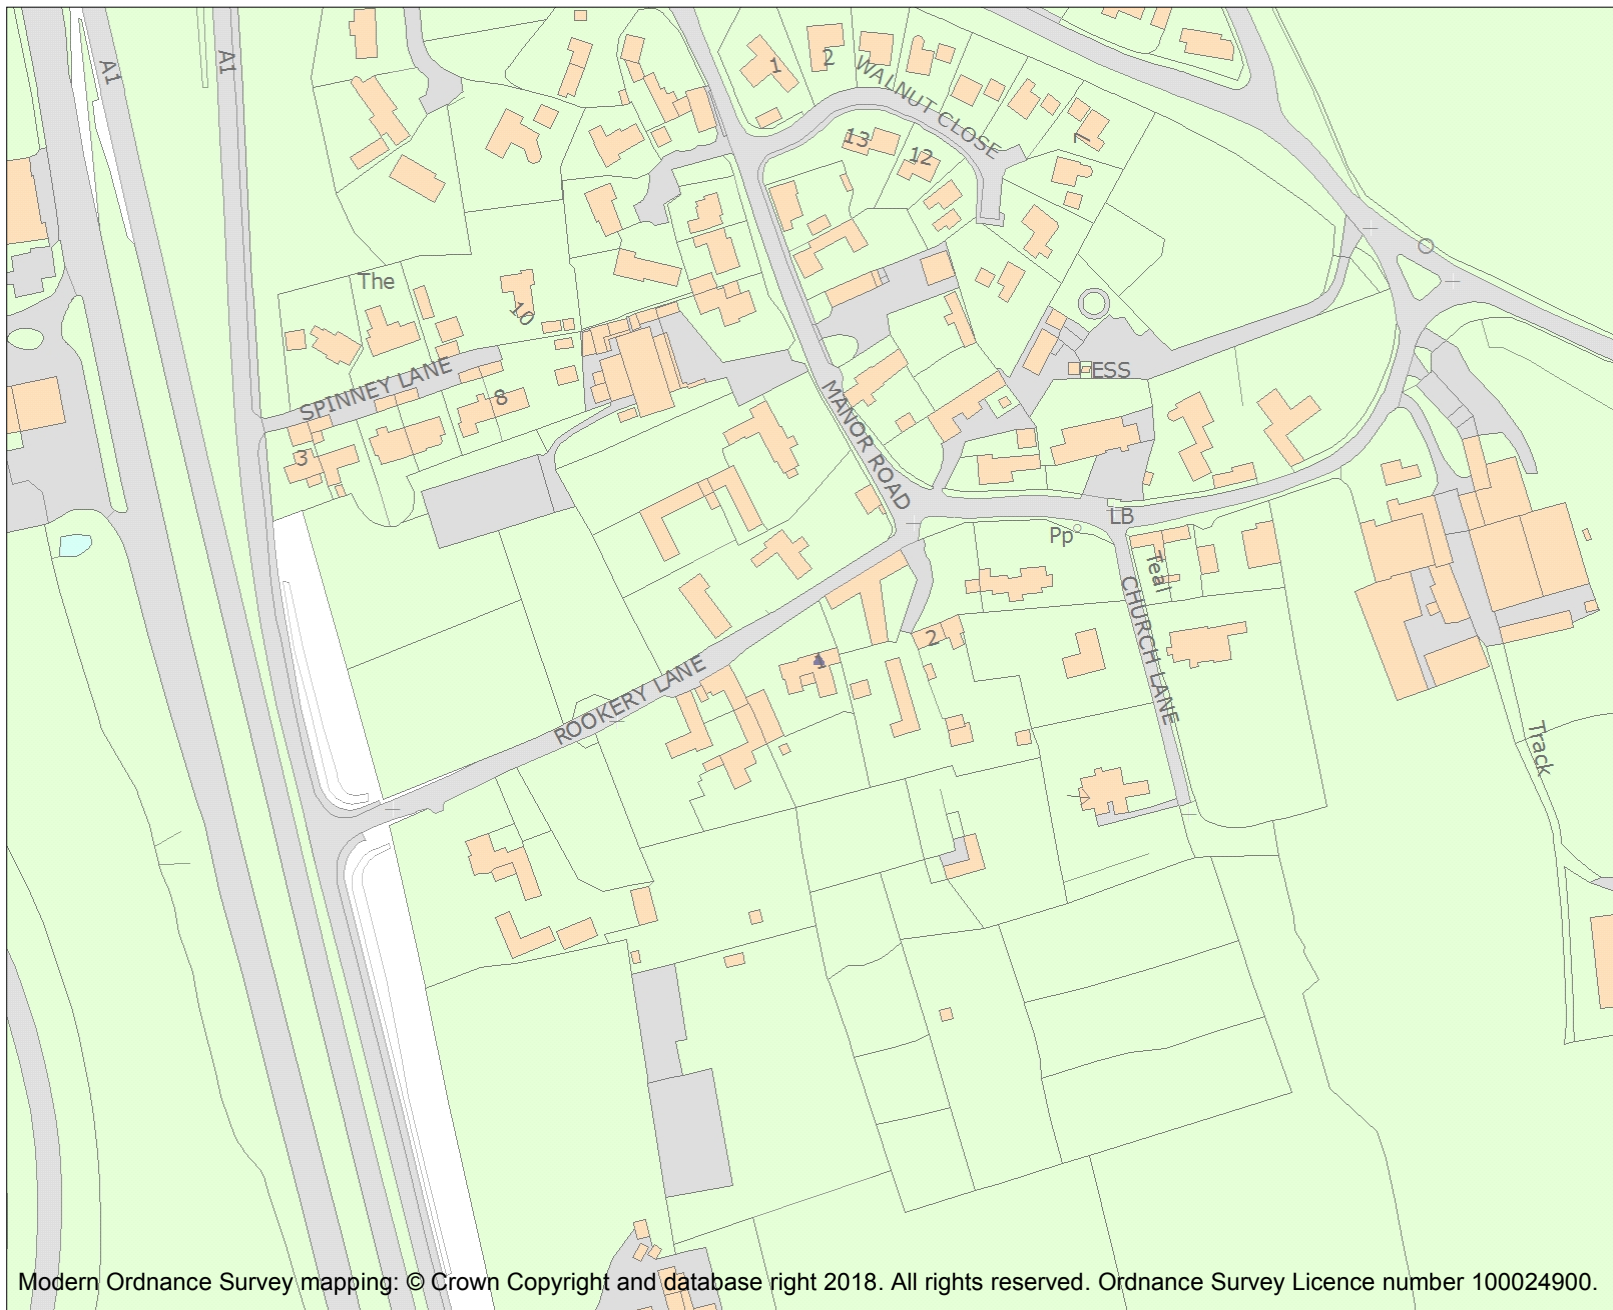 A1
A1
1
2
WALNUT CLOSE
13
12
7
The
10
SPINNEY LANE
8
3
ESS
MANOR ROAD
LB
Pp
Teal
CHURCH LANE
2
4
ROOKERY LANE
Track
Modern Ordnance Survey mapping: © Crown Copyright and database right 2018. All rights reserved. Ordnance Survey Licence number 100024900.